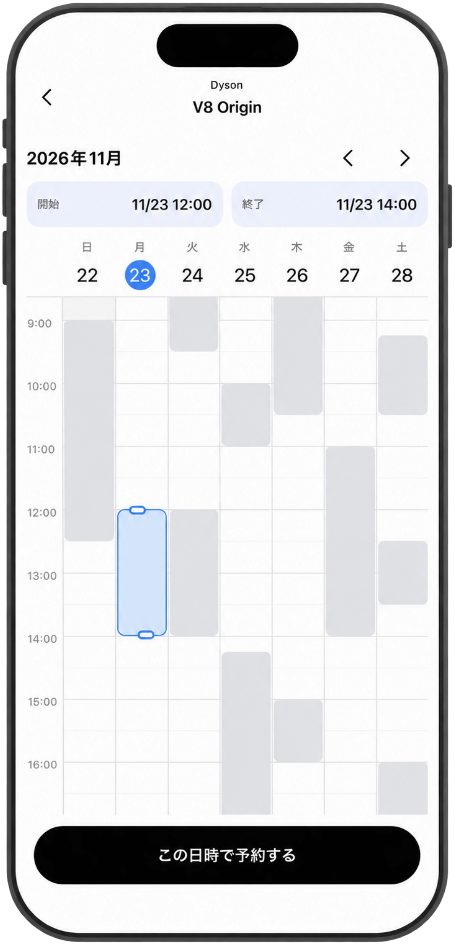 Dyson
V8 Origin
2026年11月
開始 11/23 12:00
終了 11/23 14:00
日 月 火 水 木 金 土
22 23 24 25 26 27 28
9:00
10:00
11:00
12:00
13:00
14:00
15:00
16:00
この日時で予約する